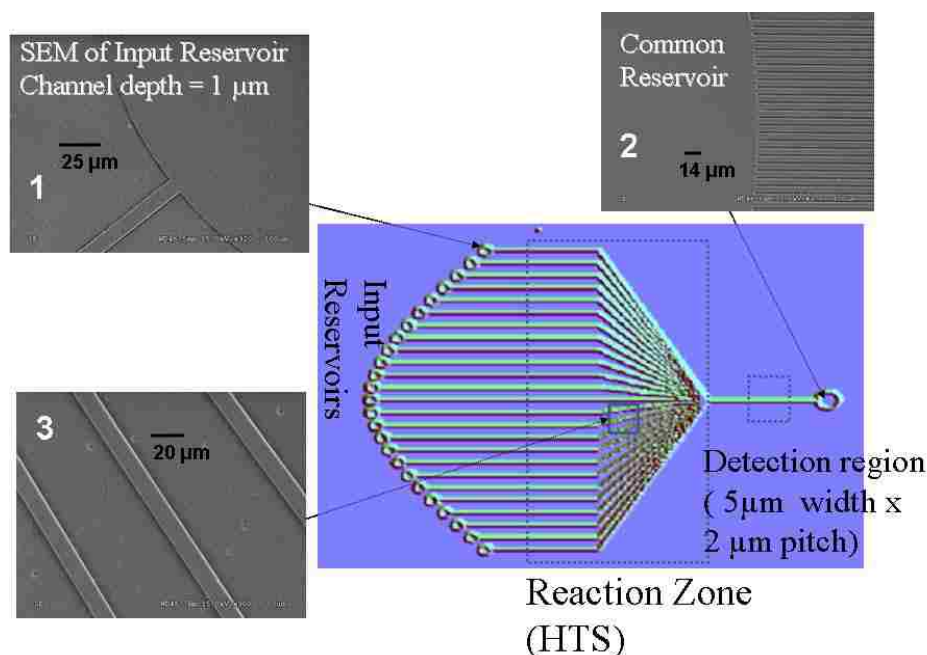 SEM of Input Reservoir
Channel depth = 1 µm
25 µm
1
Common
Reservoir
2
14 µm
Input
Reservoirs
3
20 µm
Detection region
( 5µm width x
2 µm pitch)
Reaction Zone
(HTS)